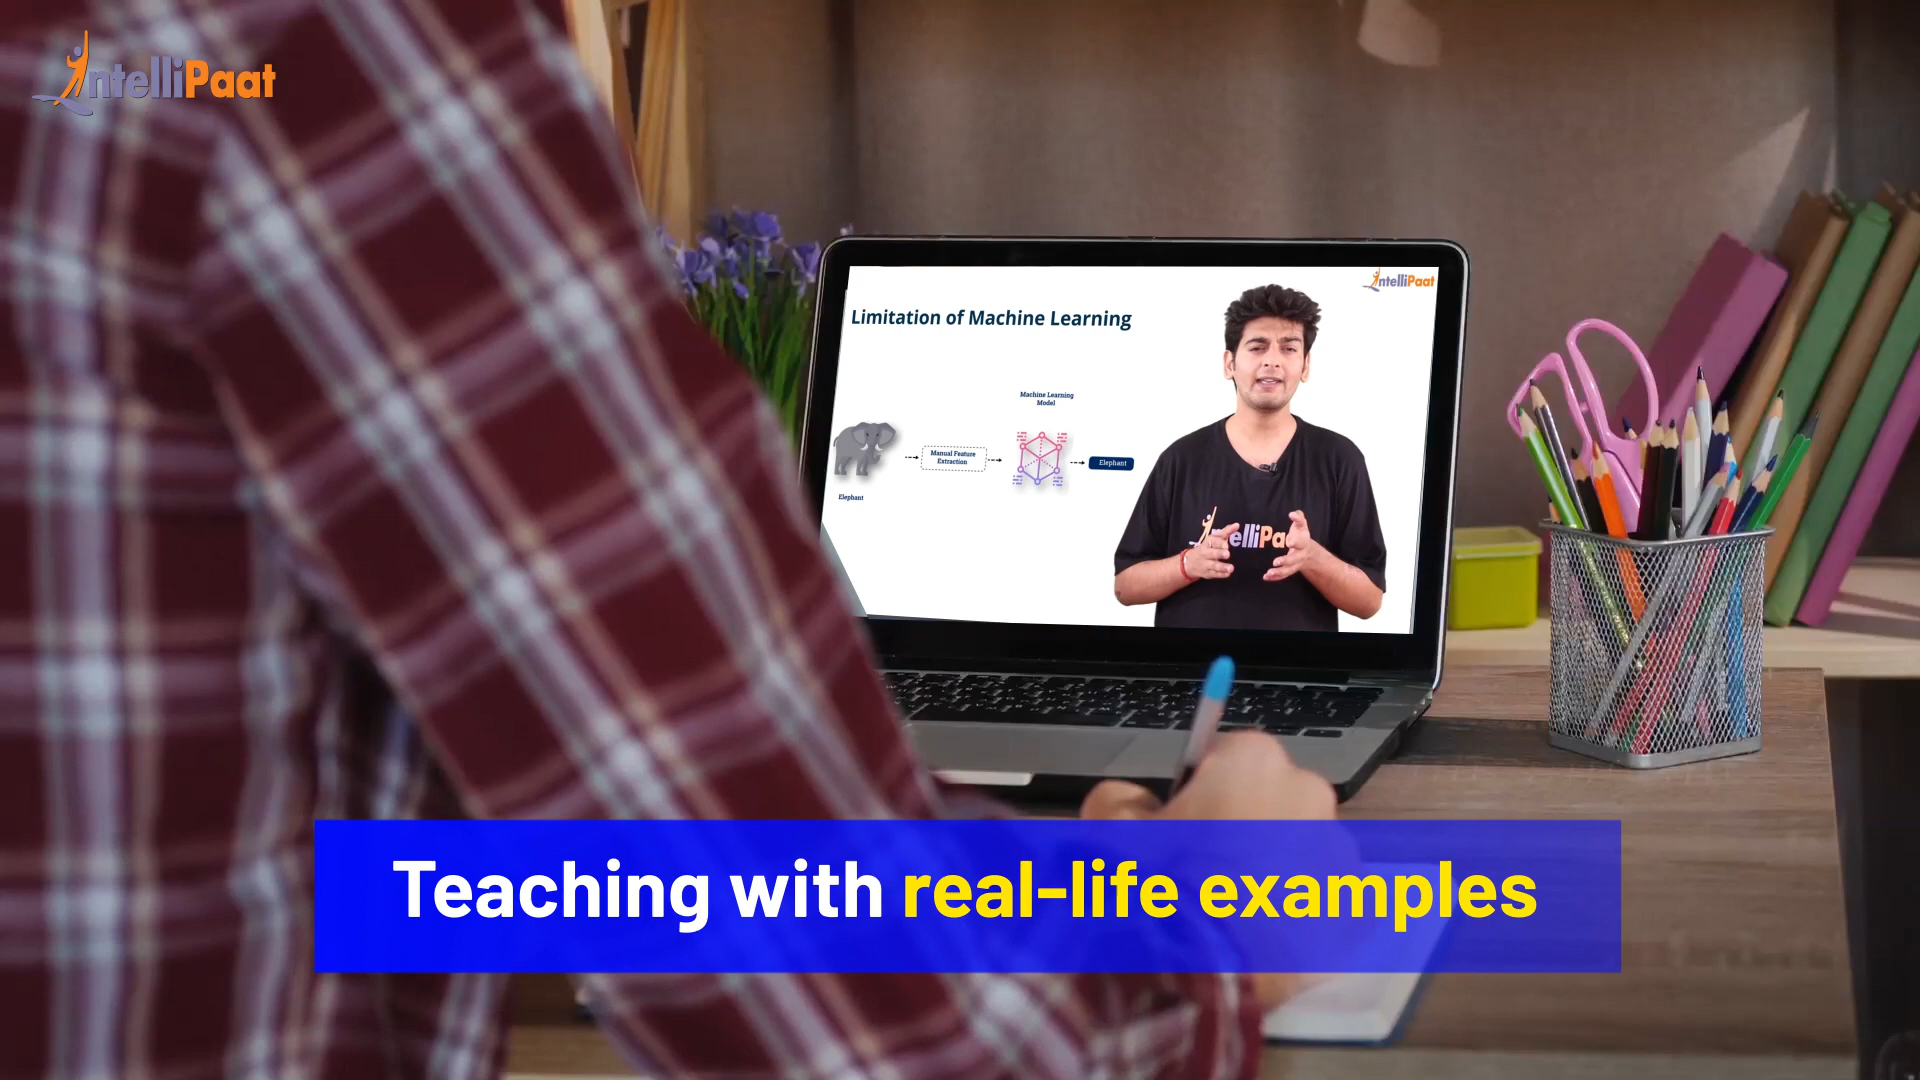 IntelliPaat
IntelliPaat
Limitation of Machine Learning
Machine Learning
Model
Manual Feature
Extraction
Elephant
Elephant
IntelliPa
Teaching with real-life examples